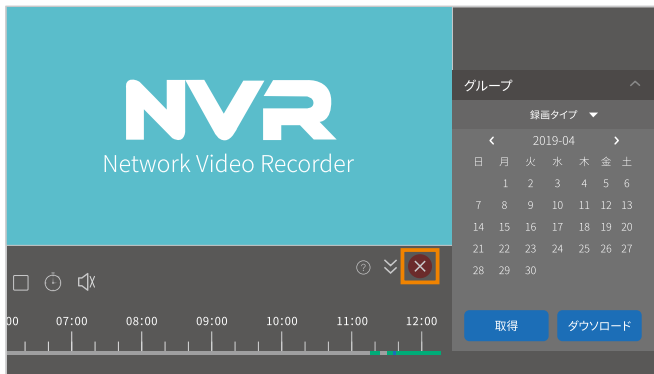 NVR
Network Video Recorder
グループ
録画タイプ
2019-04
日 月 火 水 木 金 土
1 2 3 4 5 6
7 8 9 10 11 12 13
14 15 16 17 18 19 20
21 22 23 24 25 26 27
28 29 30
?
00 07:00 08:00 09:00 10:00 11:00 12:00
取得 ダウンロード